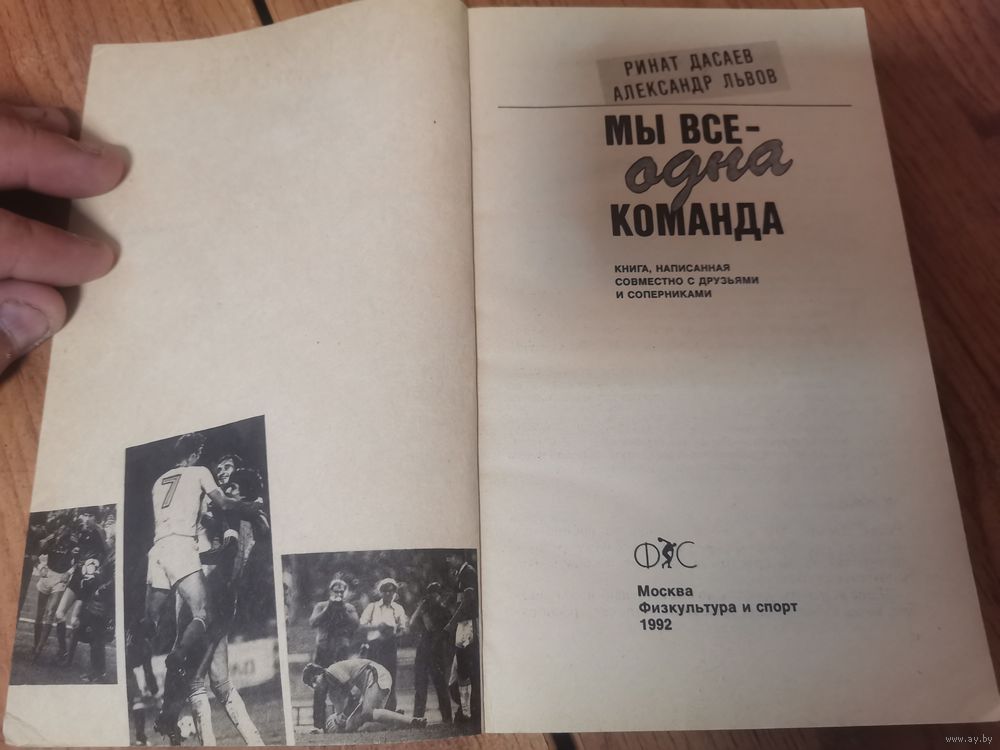 РИНАТ ДАСАЕВ
АЛЕКСАНДР ЛЬВОВ
МЫ ВСЕ-
одна
КОМАНДА
КНИГА, НАПИСАННАЯ
СОВМЕСТНО С ДРУЗЬЯМИ
И СОПЕРНИКАМИ
7
ФС
Москва
Физкультура и спорт
1992
www.ay.by